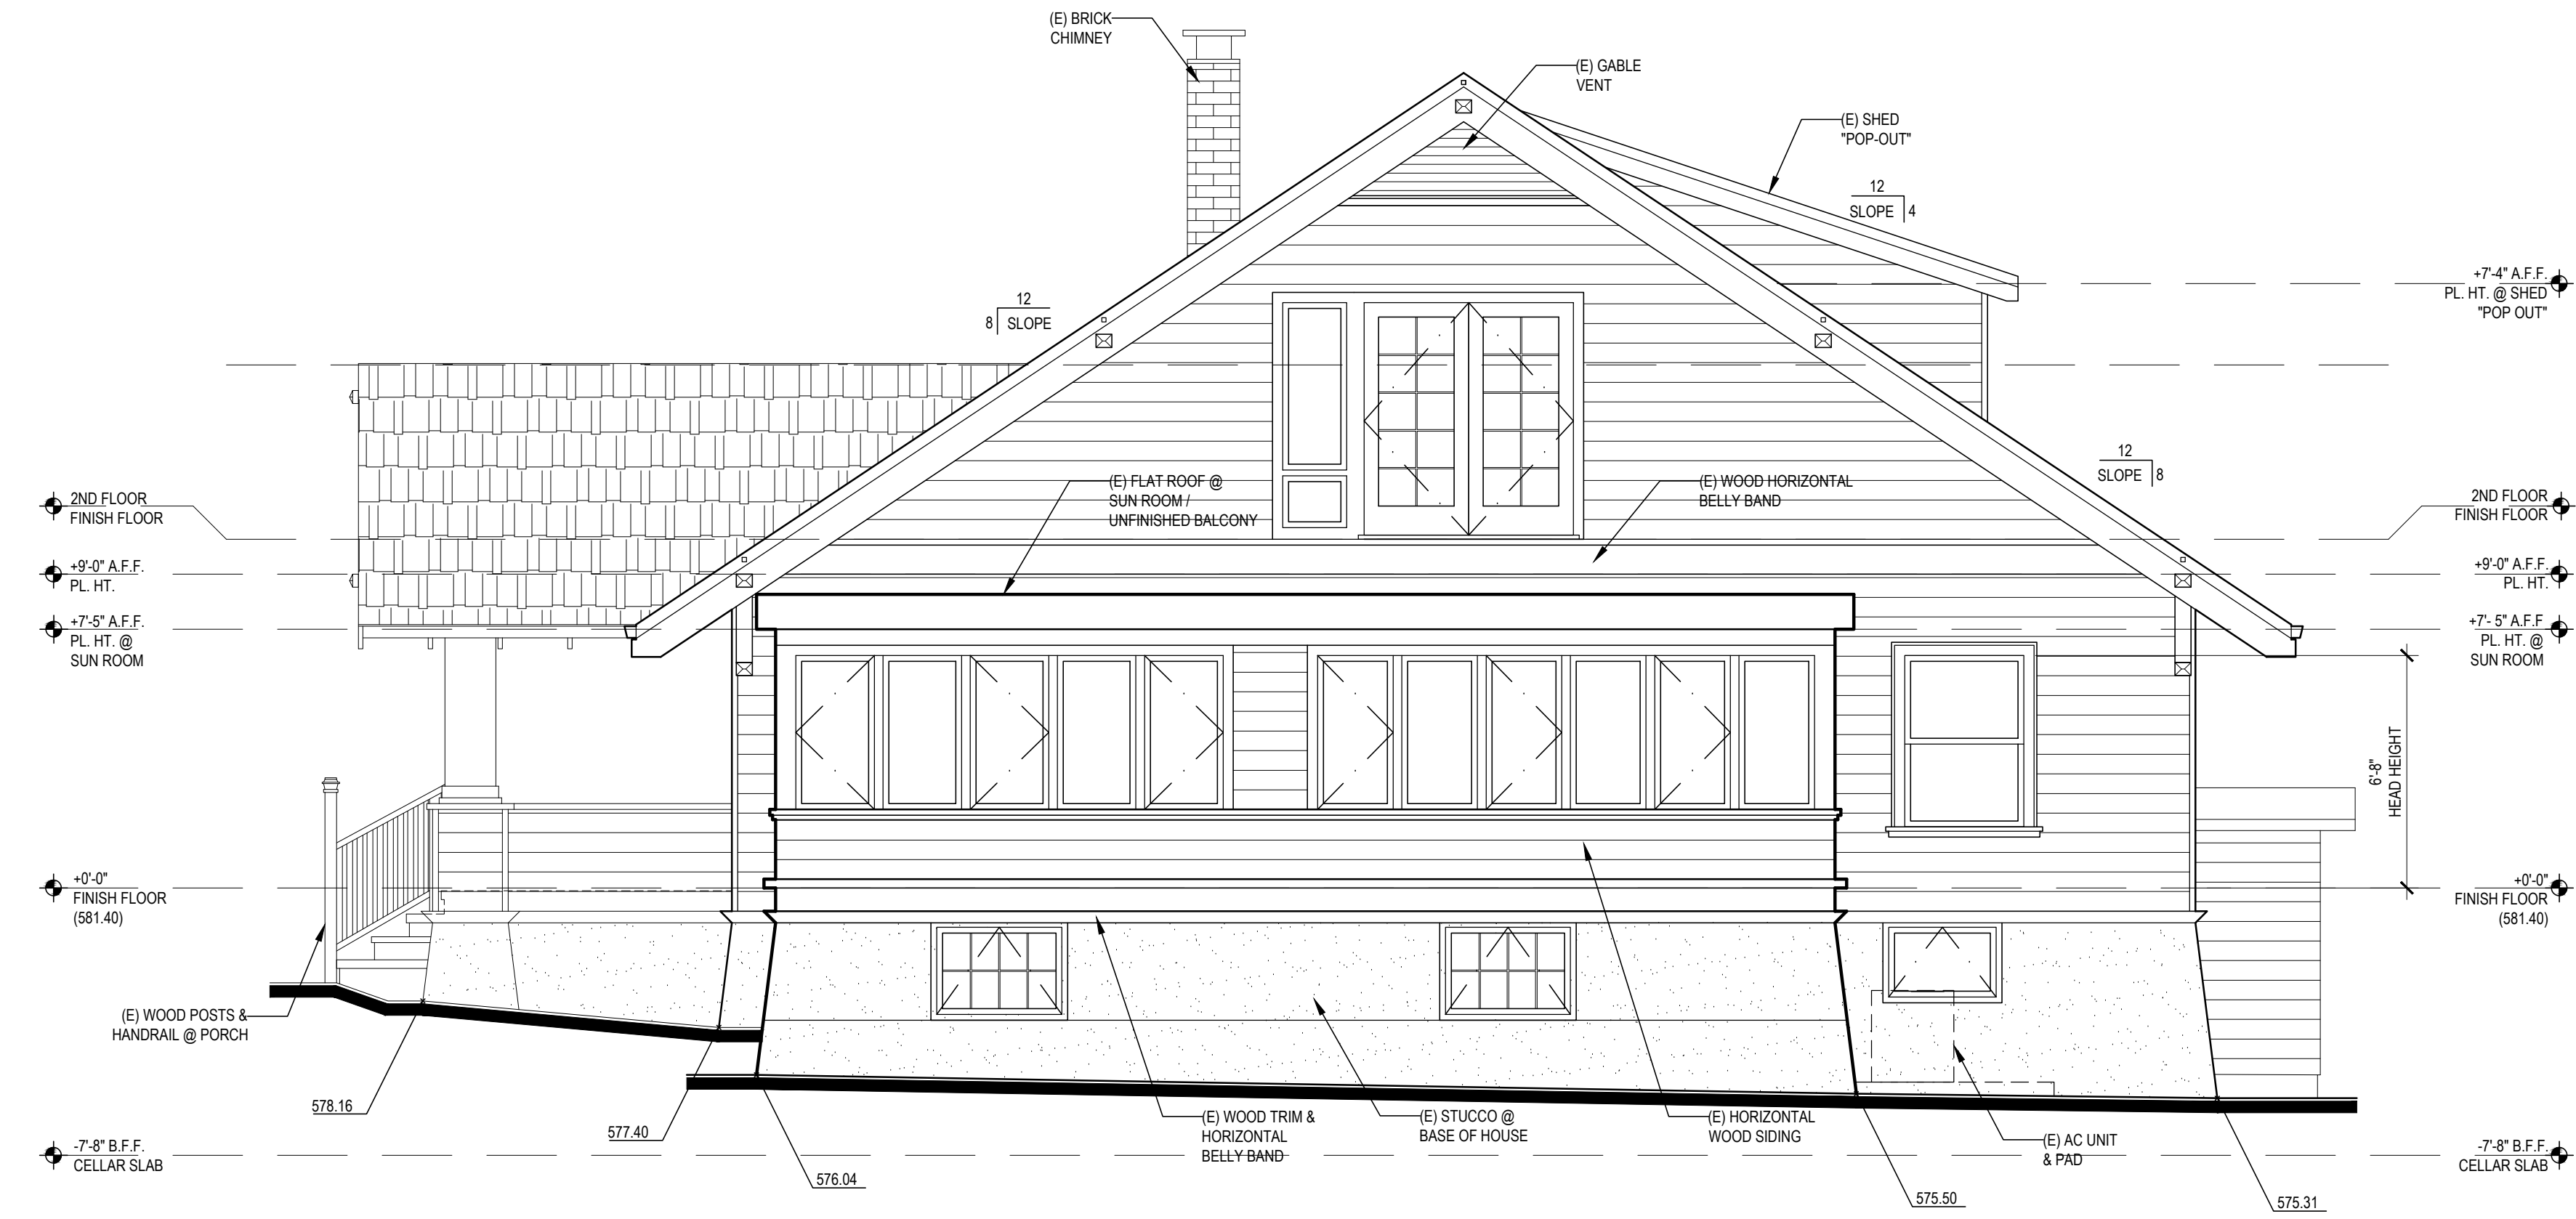 (E) BRICK
CHIMNEY
(E) GABLE
VENT
(E) SHED
"POP-OUT"
12
SLOPE 4
+7'-4" A.F.F.
PL. HT. @ SHED
"POP OUT"
12
8 SLOPE
12
SLOPE 8
(E) FLAT ROOF @
SUN ROOM /
UNFINISHED BALCONY
(E) WOOD HORIZONTAL
BELLY BAND
2ND FLOOR
FINISH FLOOR
2ND FLOOR
FINISH FLOOR
+9'-0" A.F.F.
PL. HT.
+9'-0" A.F.F.
PL. HT.
+7'-5" A.F.F.
PL. HT. @
SUN ROOM
+7'- 5" A.F.F
PL. HT. @
SUN ROOM
6'-8"
HEAD HEIGHT
+0'-0"
FINISH FLOOR
(581.40)
+0'-0"
FINISH FLOOR
(581.40)
(E) WOOD POSTS &
HANDRAIL @ PORCH
578.16
577.40
(E) WOOD TRIM &
HORIZONTAL
BELLY BAND
(E) STUCCO @
BASE OF HOUSE
(E) HORIZONTAL
WOOD SIDING
(E) AC UNIT
& PAD
-7'-8" B.F.F.
CELLAR SLAB
-7'-8" B.F.F.
CELLAR SLAB
576.04
575.50
575.31